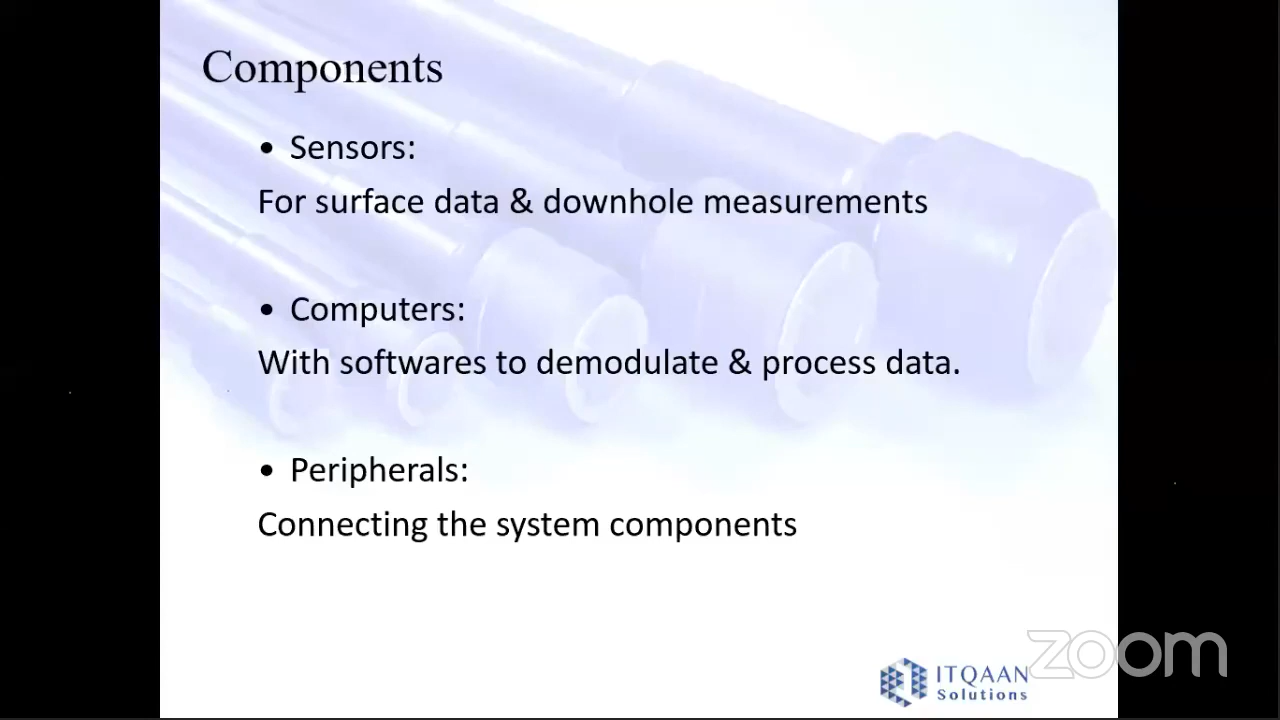 Components
• Sensors:
For surface data & downhole measurements
• Computers:
With softwares to demodulate & process data.
• Peripherals:
Connecting the system components
ITQAAN
Solutions
zoom